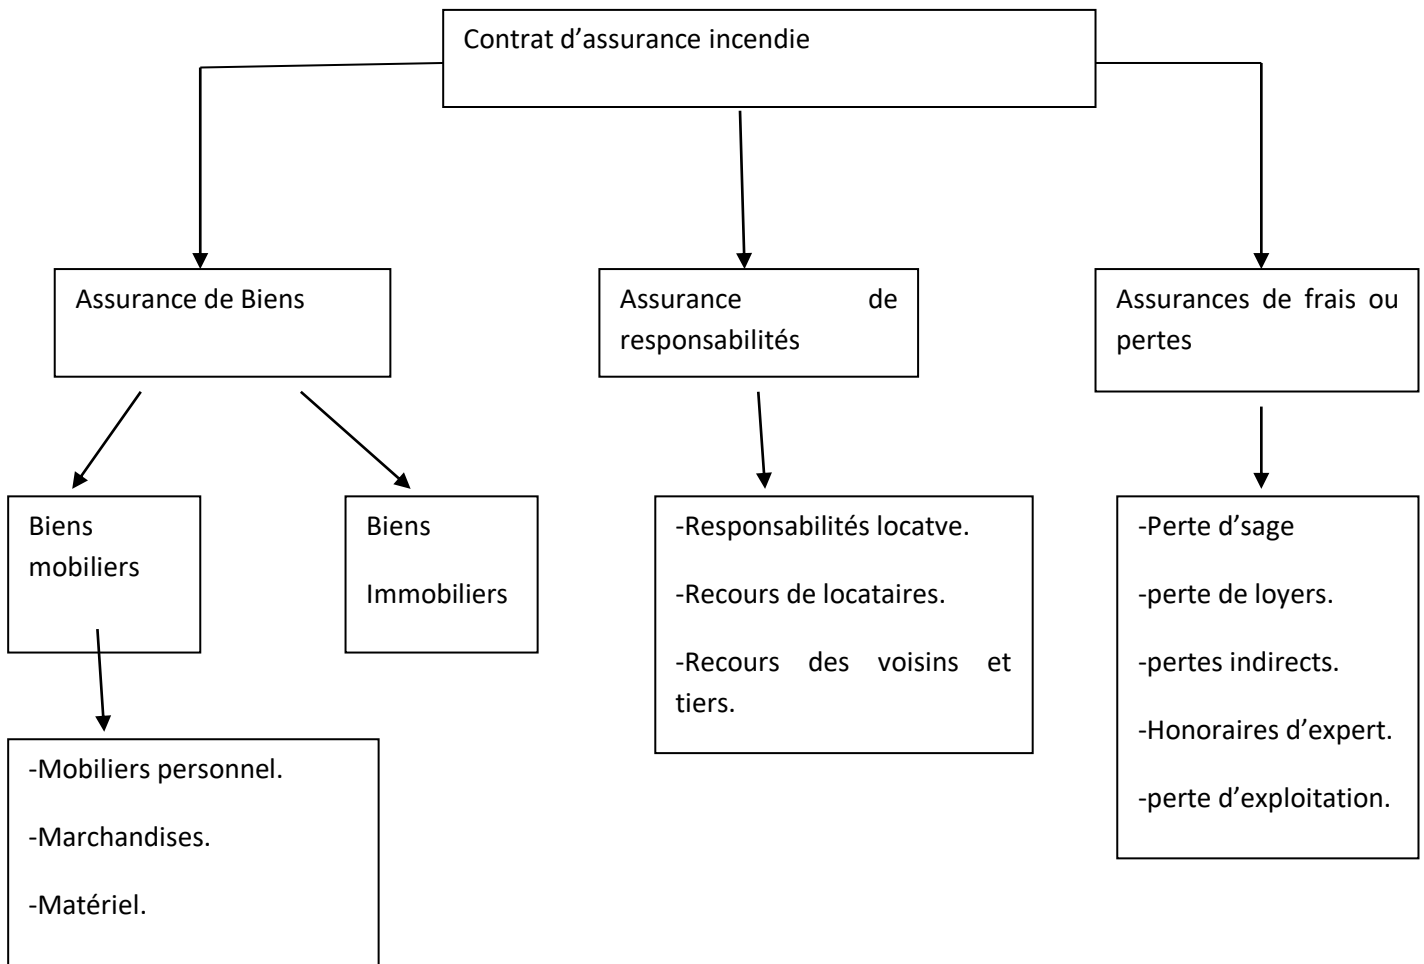 Contrat d’assurance incendie
Assurance de Biens
Assurance de
responsabilités
Assurances de frais ou
pertes
Biens
mobiliers
Biens
Immobiliers
-Responsabilités locatve.
-Recours de locataires.
-Recours des voisins et
tiers.
-Perte d’sage
-perte de loyers.
-pertes indirects.
-Honoraires d’expert.
-perte d’exploitation.
-Mobiliers personnel.
-Marchandises.
-Matériel.